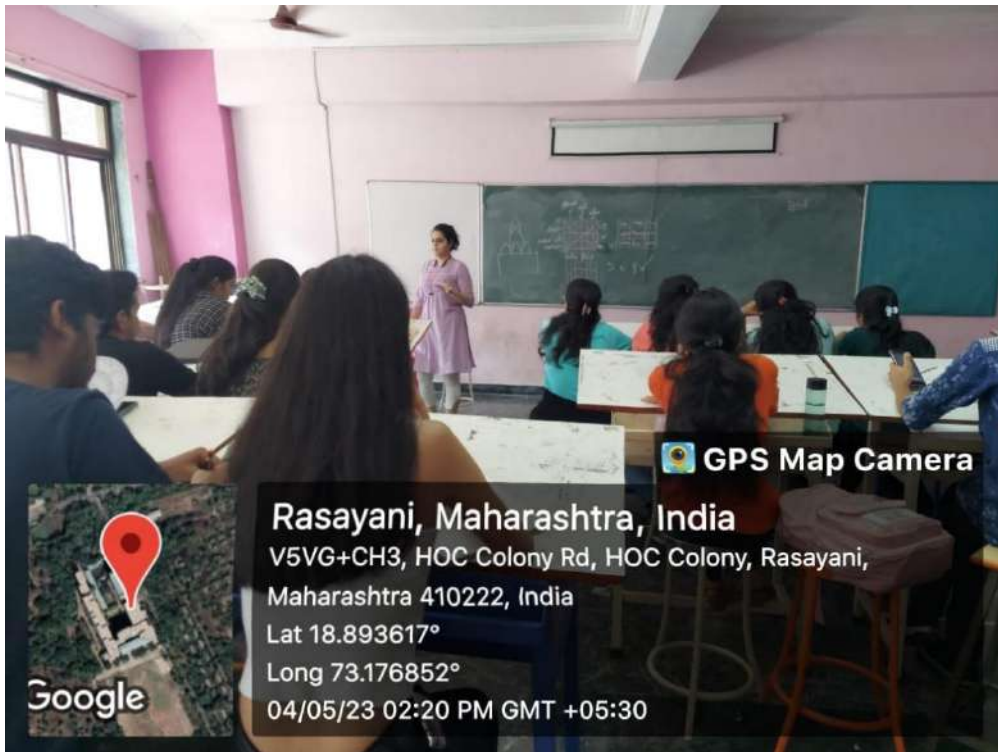 GPS Map Camera
Rasayani, Maharashtra, India
V5VG+CH3, HOC Colony Rd, HOC Colony, Rasayani,
Maharashtra 410222, India
Lat 18.893617°
Long 73.176852°
04/05/23 02:20 PM GMT +05:30
Google